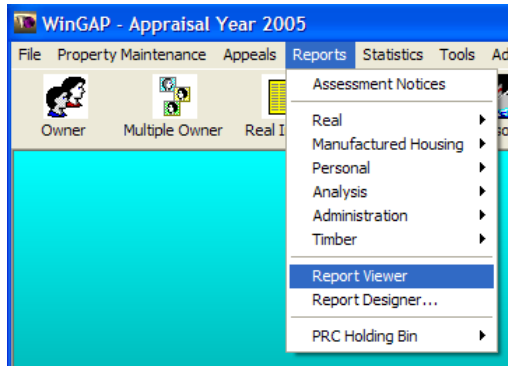 WinGAP - Appraisal Year 2005
File Property Maintenance Appeals Reports Statistics Tools
Owner Multiple Owner Real
Assessment Notices
Real
Manufactured Housing
Personal
Analysis
Administration
Timber
Report Viewer
Report Designer...
PRC Holding Bin